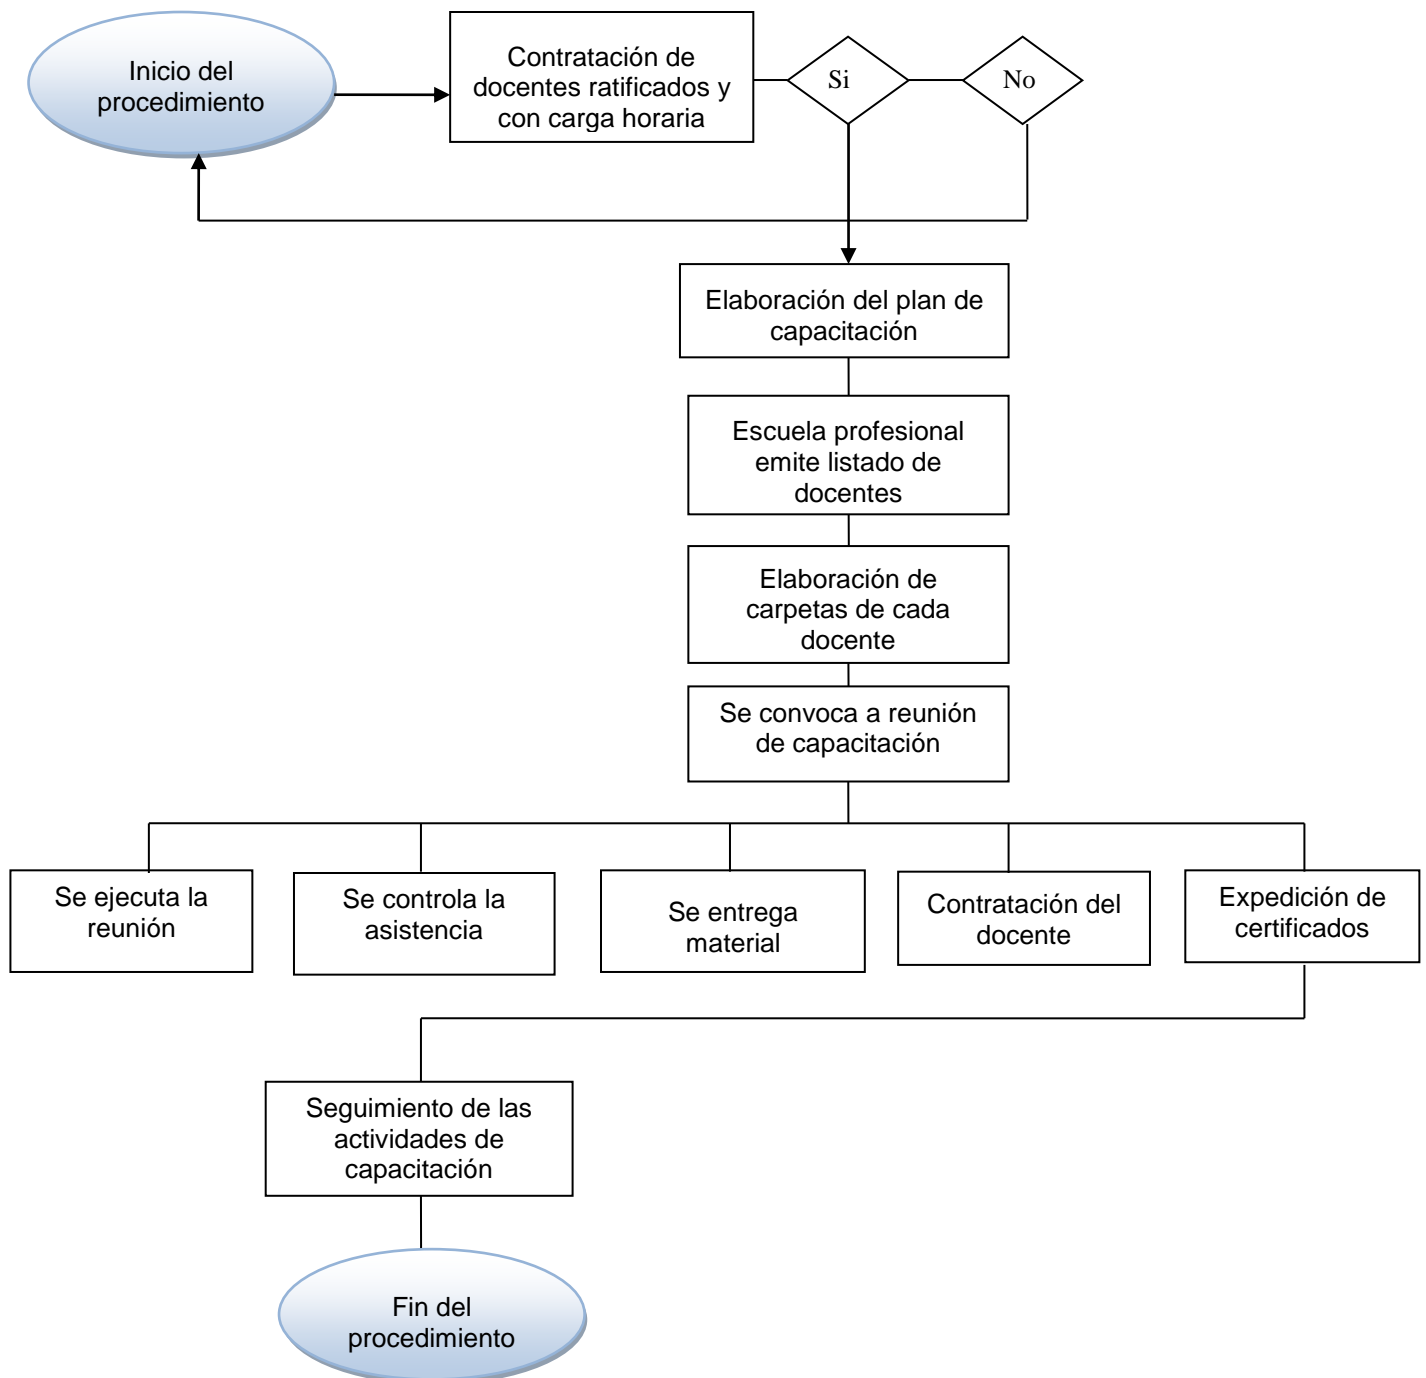 Inicio del
procedimiento
Contratación de
docentes ratificados y
con carga horaria
Si
No
Elaboración del plan de
capacitación
Escuela profesional
emite listado de
docentes
Elaboración de
carpetas de cada
docente
Se convoca a reunión
de capacitación
Se ejecuta la
reunión
Se controla la
asistencia
Se entrega
material
Contratación del
docente
Expedición de
certificados
Seguimiento de las
actividades de
capacitación
Fin del
procedimiento